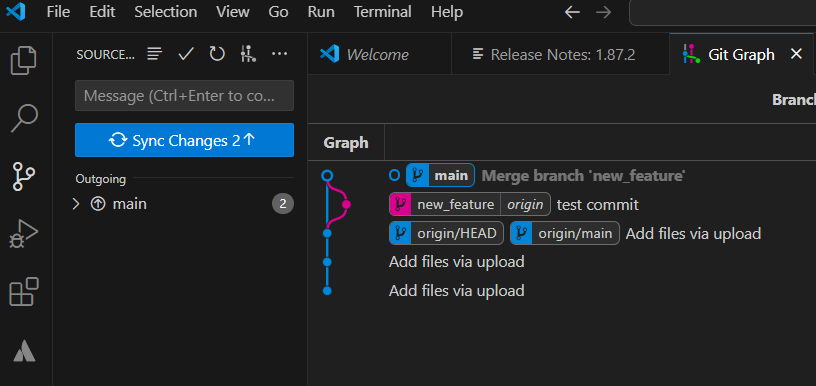 File Edit Selection View Go Run Terminal Help
SOURCE...
Welcome
Release Notes: 1.87.2
Git Graph
Message (Ctrl+Enter to co...
Branch
Sync Changes 2↑
Graph
Outgoing
main 2
main Merge branch 'new_feature'
new_feature origin test commit
origin/HEAD origin/main Add files via upload
Add files via upload
Add files via upload